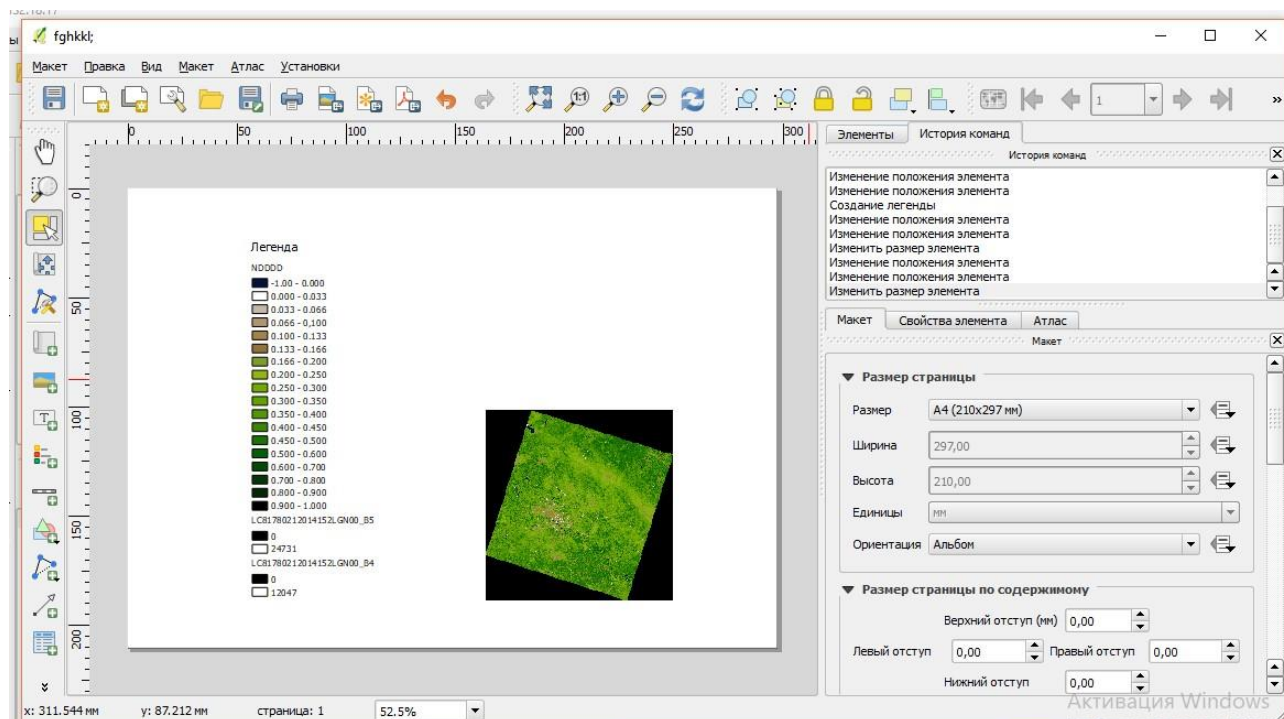 fghkkl;
Макет Правка Вид Макет Атлас Установки
1
0 50 100 150 200 250 300
0
50
100
150
200
Легенда
NDDDD
-1.00 - 0.000
0.000 - 0.033
0.033 - 0.066
0.066 - 0,100
0.100 - 0.133
0.133 - 0.166
0.166 - 0.200
0.200 - 0.250
0.250 - 0.300
0.300 - 0.350
0.350 - 0.400
0.400 - 0.450
0.450 - 0.500
0.500 - 0.600
0.600 - 0.700
0.700 - 0.800
0.800 - 0.900
0.900 - 1.000
LC81780212014152LGN00_B5
0
24731
LC81780212014152LGN00_B4
0
12047
Элементы История команд
История команд
Изменение положения элемента
Изменение положения элемента
Создание легенды
Изменение положения элемента
Изменение положения элемента
Изменить размер элемента
Изменение положения элемента
Изменение положения элемента
Изменить размер элемента
Макет Свойства элемента Атлас
Макет
Размер страницы
Размер A4 (210x297 мм)
Ширина 297,00
Высота 210,00
Единицы мм
Ориентация Альбом
Размер страницы по содержимому
Верхний отступ (мм) 0,00
Левый отступ 0,00 Правый отступ 0,00
Нижний отступ 0,00
Активация Windows
x: 311.544 мм y: 87.212 мм страница: 1 52.5%